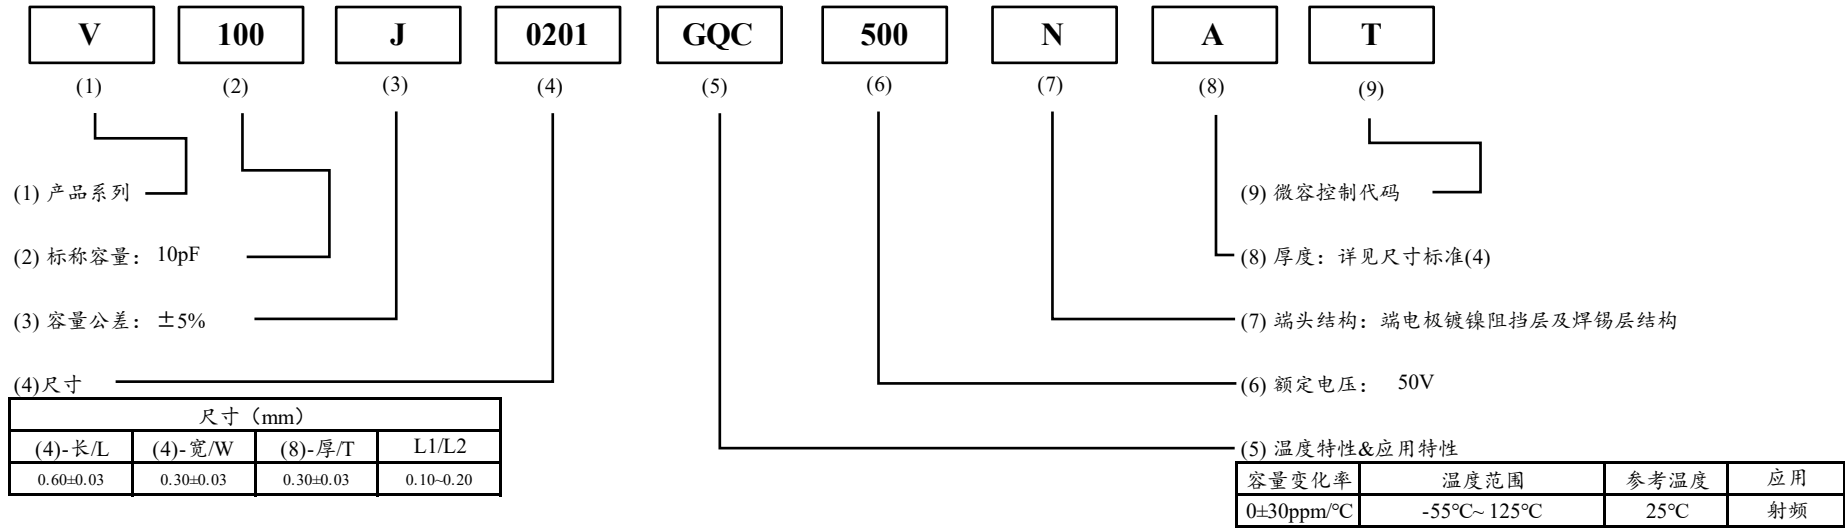 V 100 J 0201 GQC 500 N A T
(1) (2) (3) (4) (5) (6) (7) (8) (9)
(1) 产品系列
(9) 微容控制代码
(2) 标称容量: 10pF
(8) 厚度: 详见尺寸标准(4)
(3) 容量公差: ±5%
(7) 端头结构: 端电极镀镍阻挡层及焊锡层结构
(4)尺寸
(6) 额定电压: 50V
尺寸（mm）
(4)-长/L (4)-宽/W (8)-厚/T L1/L2
0.60±0.03 0.30±0.03 0.30±0.03 0.10~0.20
(5) 温度特性&应用特性
容量变化率 温度范围 参考温度 应用
0±30ppm/℃ -55℃~ 125℃ 25℃ 射频